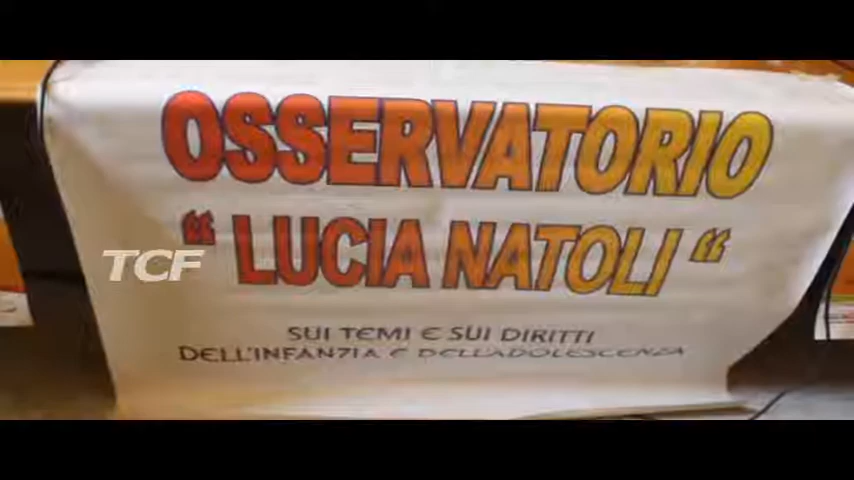 OSSERVATORIO
“ LUCIA NATOLI “
TCF
SUI TEMI E SUI DIRITTI
DELL'INFANZIA E DELL'ADOLESCENZA